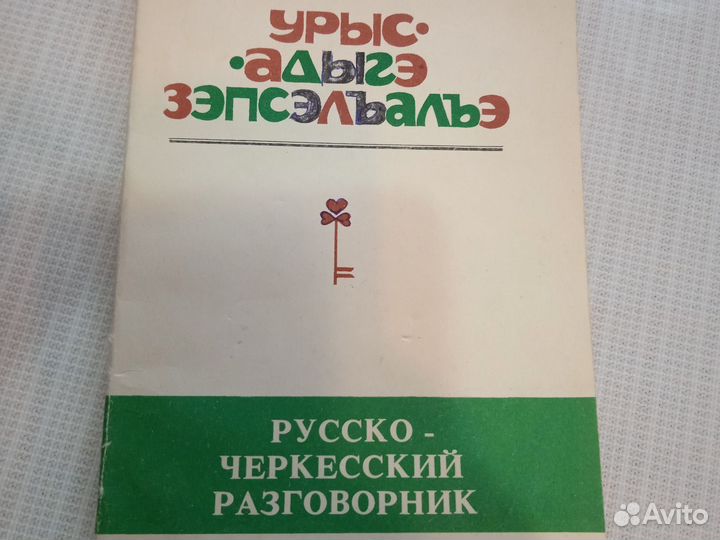 УРЫС·
·АДЫГЭ
ЗЭПСЭЛЪАЛЪЭ
РУССКО -
ЧЕРКЕССКИЙ
РАЗГОВОРНИК
Avito